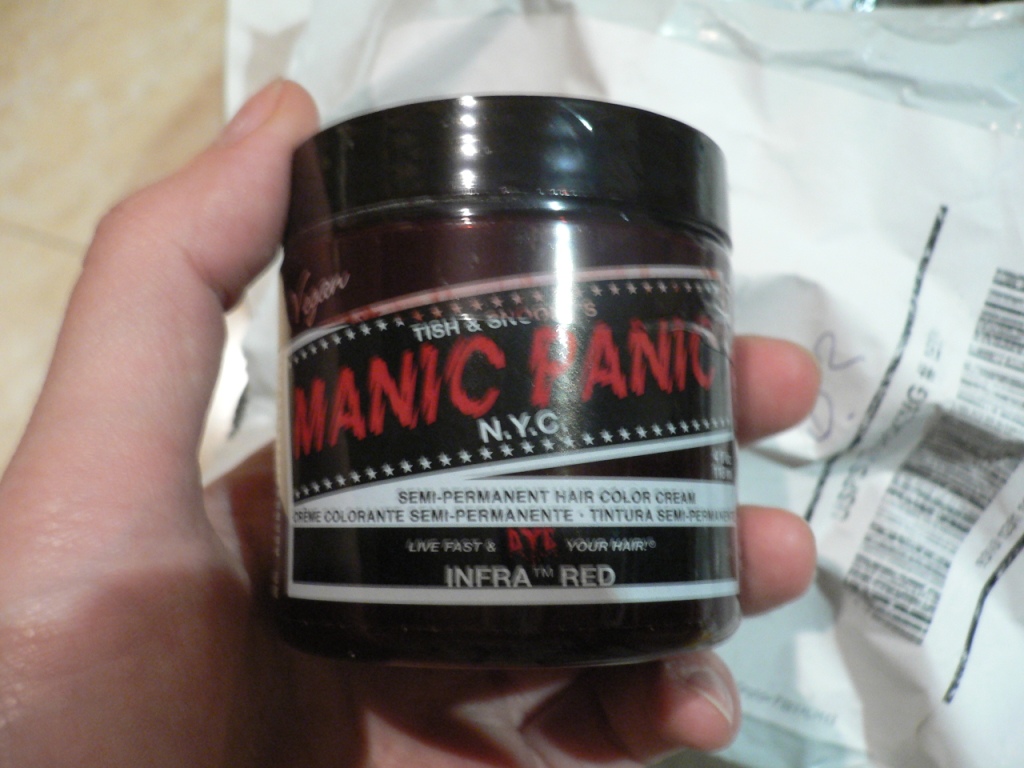 Vegan
TISH & SNOOKY'S
MANIC PANIC
N.Y.C.
SEMI-PERMANENT HAIR COLOR CREAM
CRÈME COLORANTE SEMI-PERMANENTE · TINTURA SEMI-PERMANENT
LIVE FAST & DYE YOUR HAIR!®
INFRA™ RED